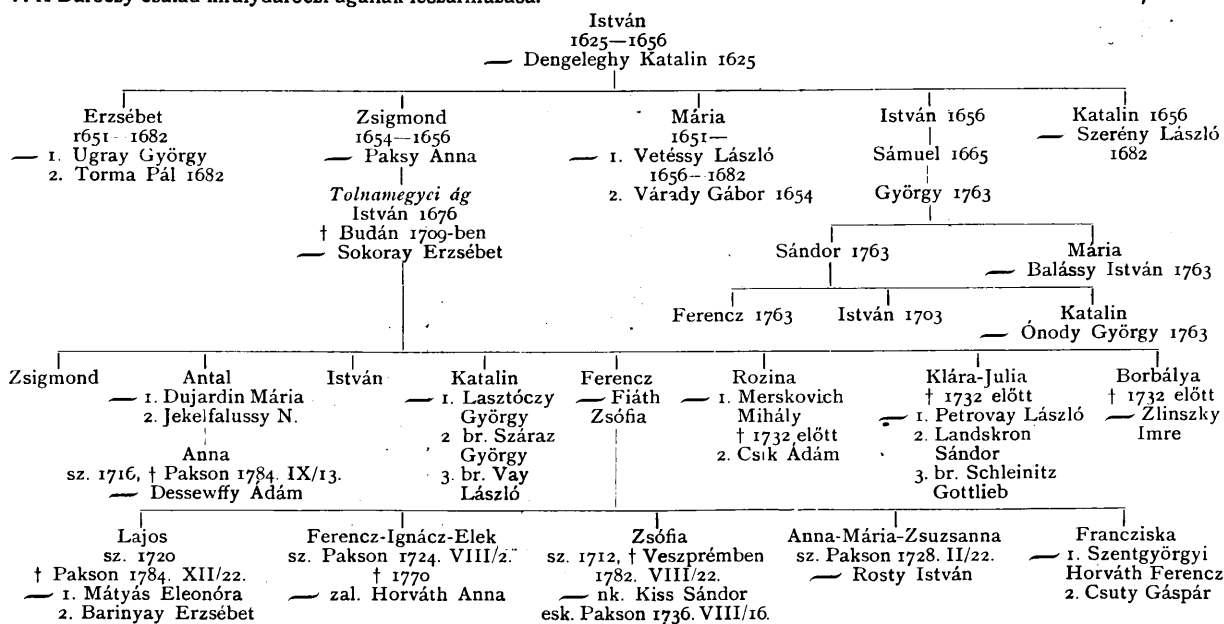 István
1625—1656
— Dengeleghy Katalin 1625
Erzsébet
1651—1682
— 1. Ugray György
2. Torma Pál 1682
Zsigmond
1654—1656
— Paksy Anna
Tolnamegyei ág
István 1676
† Budán 1709-ben
— Sokoray Erzsébet
Mária
1651—
— 1. Vetéssy László
1656—1682
2. Várady Gábor 1654
István 1656
Sámuel 1665
György 1763
Katalin 1656
— Szerény László
1682
Sándor 1763
Mária
— Balássy István 1763
Ferencz 1763
István 1703
Katalin
— Ónody György 1763
Zsigmond
Antal
— 1. Dujardin Mária
2. Jekelfalussy N.
Anna
sz. 1716, † Pakson 1784. IX/13.
— Dessewffy Ádám
István
Katalin
— 1. Lasztóczy
György
2 br. Száraz
György
3. br. Vay
László
Ferencz
— Fiáth
Zsófia
Rozina
— 1. Merskovich
Mihály
† 1732 előtt
2. Csik Ádám
Klára-Julia
† 1732 előtt
— 1. Petrovay László
2. Landskron
Sándor
3. br. Schleinitz
Gottlieb
Borbálya
† 1732 előtt
— Zlinszky
Imre
Lajos
sz. 1720
† Pakson 1784. XII/22.
— 1. Mátyás Eleonóra
2. Barinyay Erzsébet
Ferencz-Ignácz-Elek
sz. Pakson 1724. VIII/2.
† 1770
— zal. Horváth Anna
Zsófia
sz. 1712, † Veszprémben
1782. VIII/22.
— nk. Kiss Sándor
esk. Pakson 1736. VIII/16.
Anna-Mária-Zsuzsanna
sz. Pakson 1728. II/22.
— Rosty István
Francziska
— 1. Szentgyörgyi
Horváth Ferencz
2. Csuty Gáspár